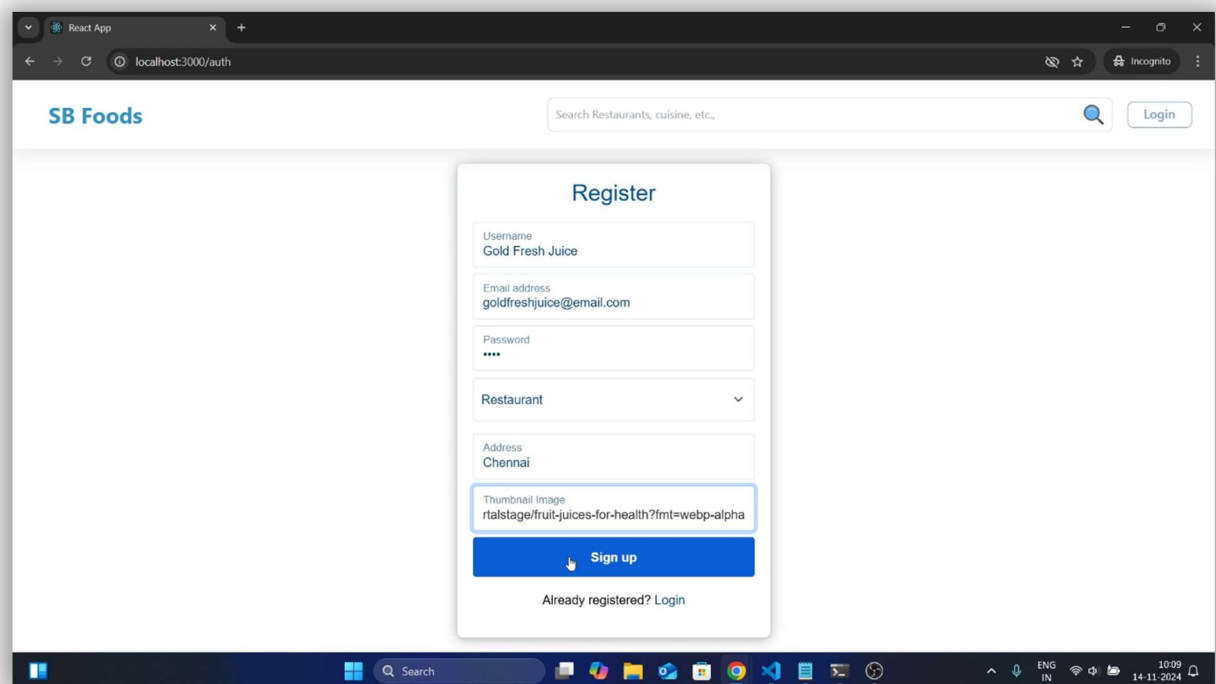 React App
localhost:3000/auth
Incognito
SB Foods
Search Restaurants, cuisine, etc.,
Login
Register
Username
Gold Fresh Juice
Email address
goldfreshjuice@email.com
Password
••••
Restaurant
Address
Chennai
Thumbnail Image
rtalstage/fruit-juices-for-health?fmt=webp-alpha
Sign up
Already registered? Login
Search
ENG
IN
10:09
14-11-2024